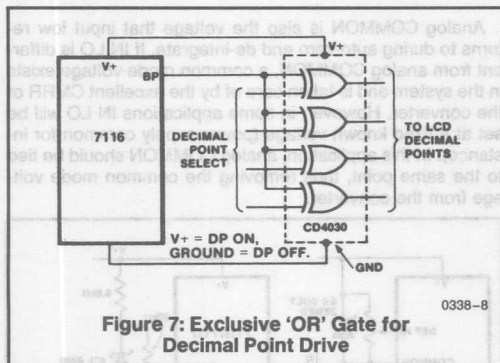 Analog COMMON is also the voltage that input low re-
turns to during auto-zero and de-integrate. If IN LO is differ-
ent from analog COMMON, a common mode voltage exists
in the system and is taken care of by the excellent CMRR of
the converter. However, in some applications IN LO will be
set at a fixed known voltage (power supply common for in-
stance). In this application, analog COMMON should be tied
to the same point, thus removing the common mode volt-
age from the converter.
V+
V+
BP
7116
DECIMAL
POINT
SELECT
TO LCD
DECIMAL
POINTS
CD4030
V+ = DP ON,
GROUND = DP OFF.
GND
0338–8
Figure 7: Exclusive 'OR' Gate for
Decimal Point Drive